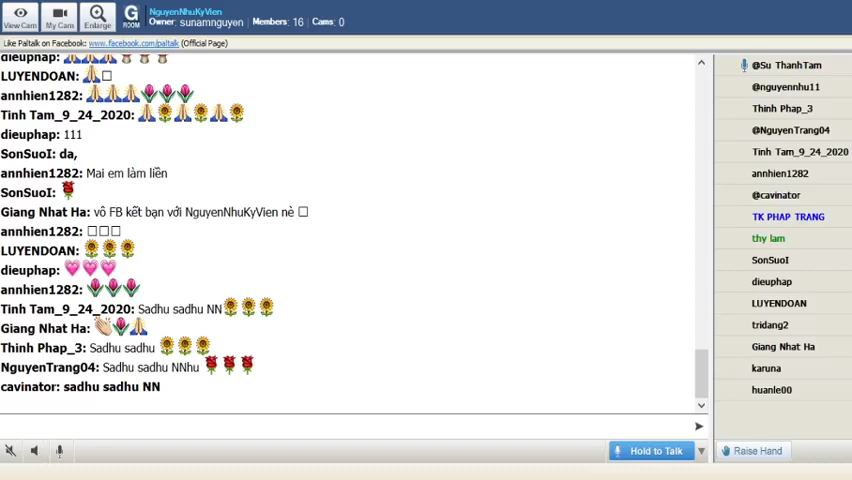 NguyenNhuKyVien
Owner: sunamnguyen Members: 16 Cams: 0
View Cam My Cam Enlarge G ROOM
Like Paltalk on Facebook: www.facebook.com/paltalk (Official Page)
dieuphap: 🙏🙏🙏
LUYENDOAN: 🙏□
annhien1282: 🙏🙏🙏🌷🌷🌷
Tinh Tam_9_24_2020: 🙏🌻🙏🌻🙏🌻
dieuphap: 111
SonSuoI: da,
annhien1282: Mai em làm liền
SonSuoI: 🌹
Giang Nhat Ha: vô FB kết bạn với NguyenNhuKyVien nè □
annhien1282: □□□
LUYENDOAN: 🌻🌻🌻
dieuphap: 💗💗💗
annhien1282: 🌷🌷🌷
Tinh Tam_9_24_2020: Sadhu sadhu NN🌻🌻🌻
Giang Nhat Ha: 👏🌷🙏
Thinh Phap_3: Sadhu sadhu 🌻🌻🌻
NguyenTrang04: Sadhu sadhu NNhu 🌹🌹🌹
cavinator: sadhu sadhu NN
Hold to Talk
@Su ThanhTam
@nguyennhu11
Thinh Phap_3
@NguyenTrang04
Tinh Tam_9_24_2020
annhien1282
@cavinator
TK PHAP TRANG
thy lam
SonSuoI
dieuphap
LUYENDOAN
tridang2
Giang Nhat Ha
karuna
huanle00
Raise Hand